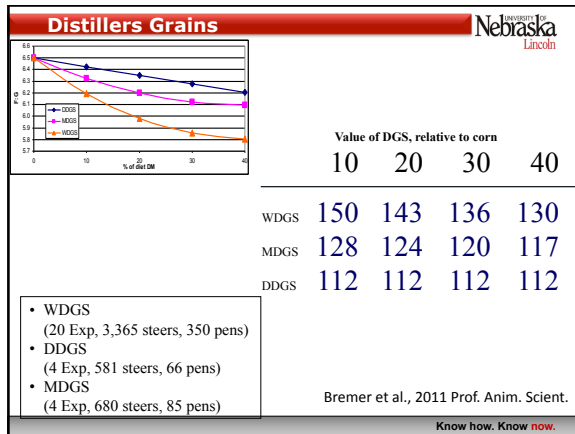 Distillers Grains
UNIVERSITY OF
Nebraska
Lincoln
6.6
6.5
6.4
6.3
6.2
6.1
6.0
5.9
5.8
5.7
F:G
DDGS
MDGS
WDGS
0 10 20 30 40
% of diet DM
Value of DGS, relative to corn
10 20 30 40
WDGS 150 143 136 130
MDGS 128 124 120 117
DDGS 112 112 112 112
• WDGS
(20 Exp, 3,365 steers, 350 pens)
• DDGS
(4 Exp, 581 steers, 66 pens)
• MDGS
(4 Exp, 680 steers, 85 pens)
Bremer et al., 2011 Prof. Anim. Scient.
Know how. Know now.